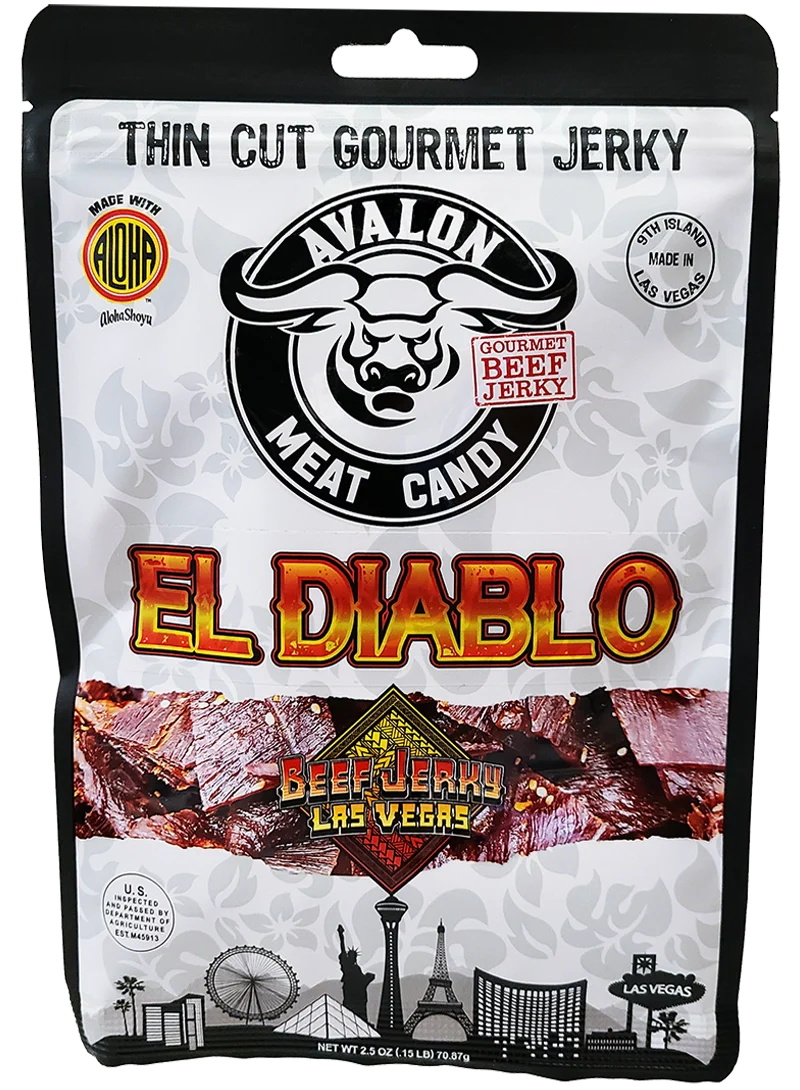 THIN CUT GOURMET JERKY
MADE WITH
ALOHA
TM
AlohaShoyu
AVALON
MEAT CANDY
GOURMET
BEEF
JERKY
9TH ISLAND
MADE IN
LAS VEGAS
EL DIABLO
BEEF JERKY
LAS VEGAS
U.S.
INSPECTED
AND PASSED BY
DEPARTMENT OF
AGRICULTURE
EST.M45913
LAS VEGAS
NET WT 2.5 OZ (.15 LB) 70.87g